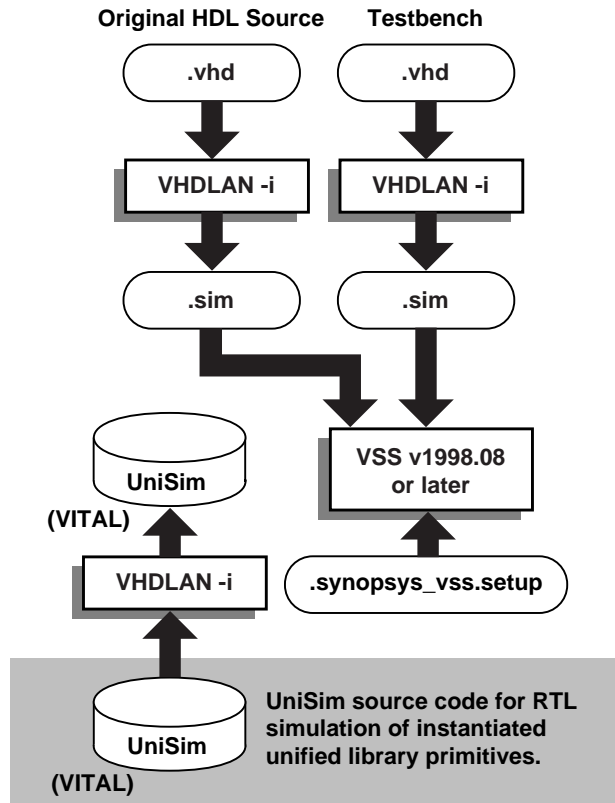 Original HDL Source
Testbench
.vhd
.vhd
VHDLAN -i
VHDLAN -i
.sim
.sim
VSS v1998.08
or later
UniSim
(VITAL)
VHDLAN -i
.synopsys_vss.setup
UniSim
(VITAL)
UniSim source code for RTL
simulation of instantiated
unified library primitives.